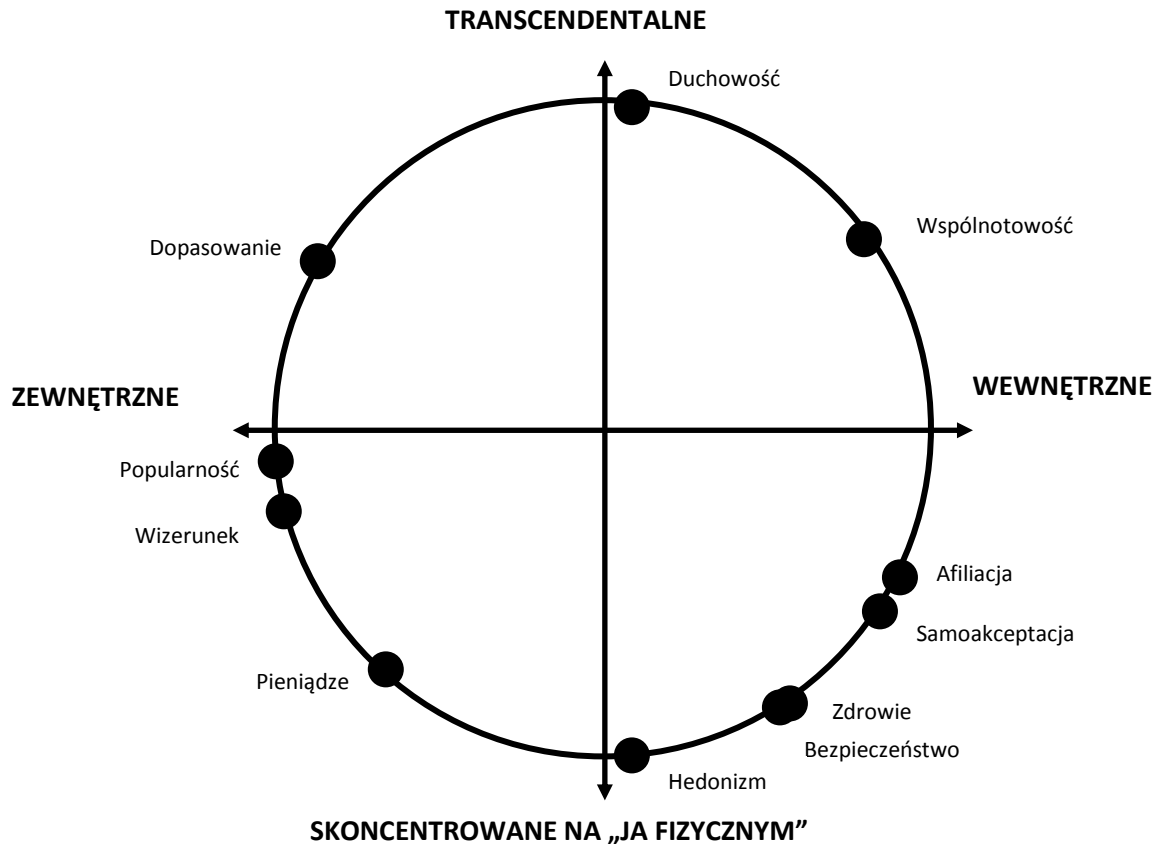 TRANSCENDENTALNE
Duchowość
Wspólnotowość
Dopasowanie
ZEWNĘTRZNE
WEWNĘTRZNE
Popularność
Wizerunek
Afiliacja
Samoakceptacja
Pieniądze
Zdrowie
Bezpieczeństwo
Hedonizm
SKONCENTROWANE NA „JA FIZYCZNYM”